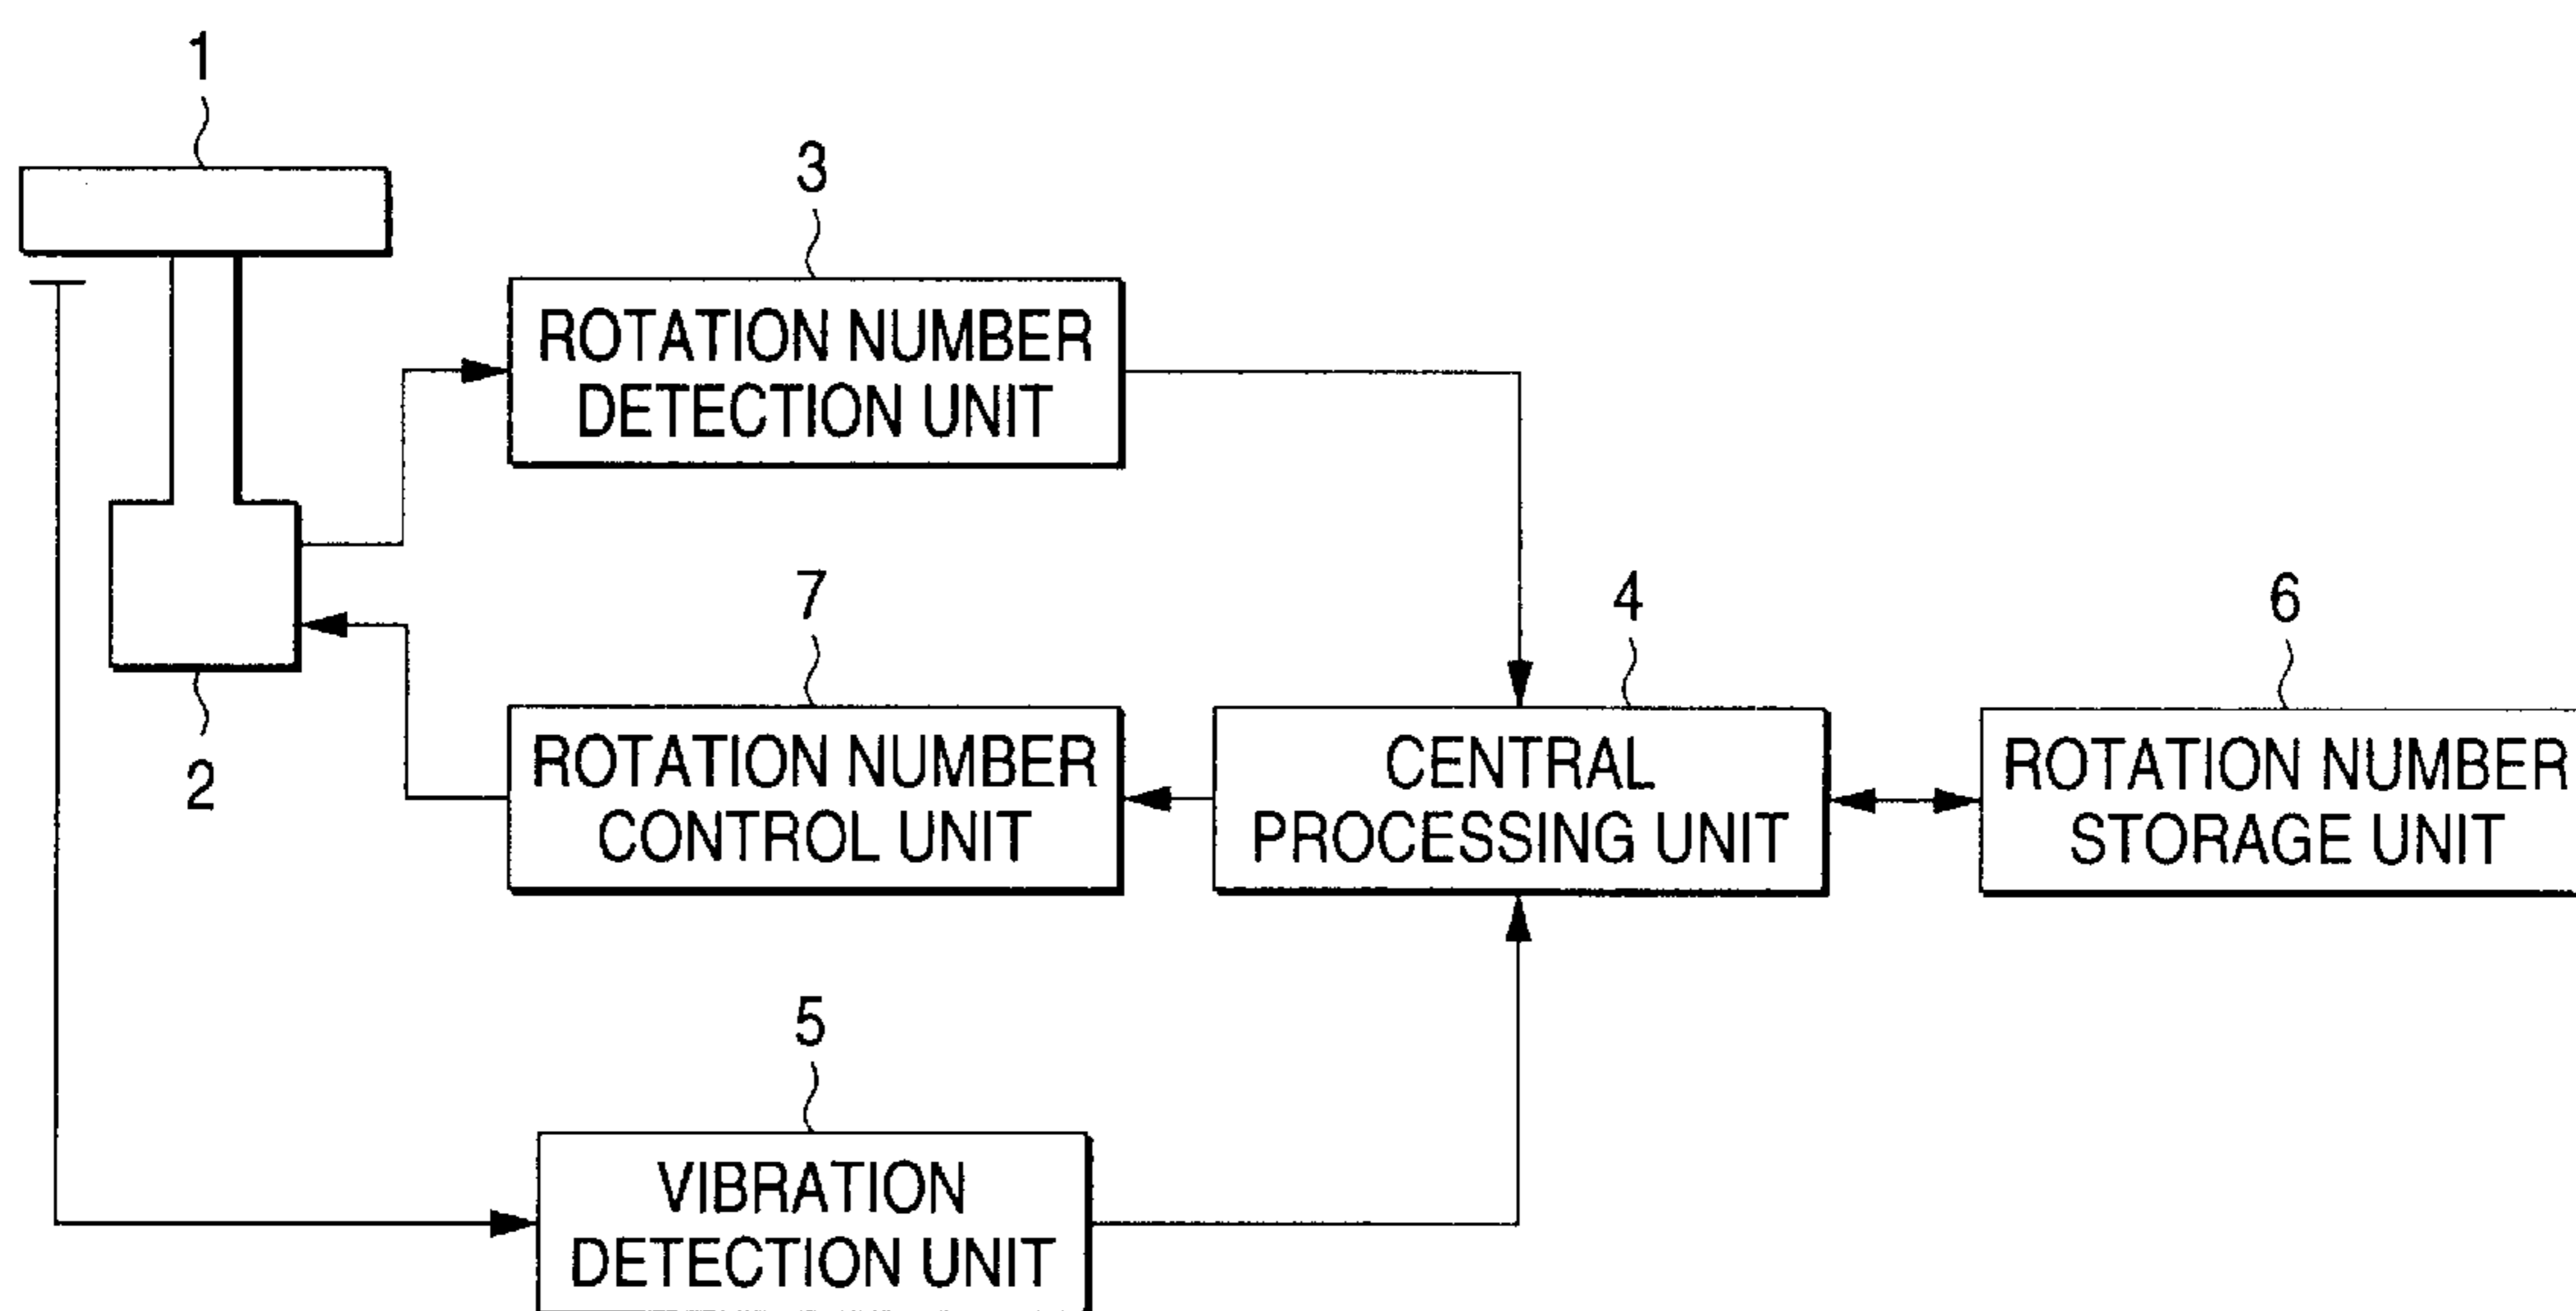 1
3
ROTATION NUMBER
DETECTION UNIT
2
7
ROTATION NUMBER
CONTROL UNIT
4
CENTRAL
PROCESSING UNIT
6
ROTATION NUMBER
STORAGE UNIT
5
VIBRATION
DETECTION UNIT